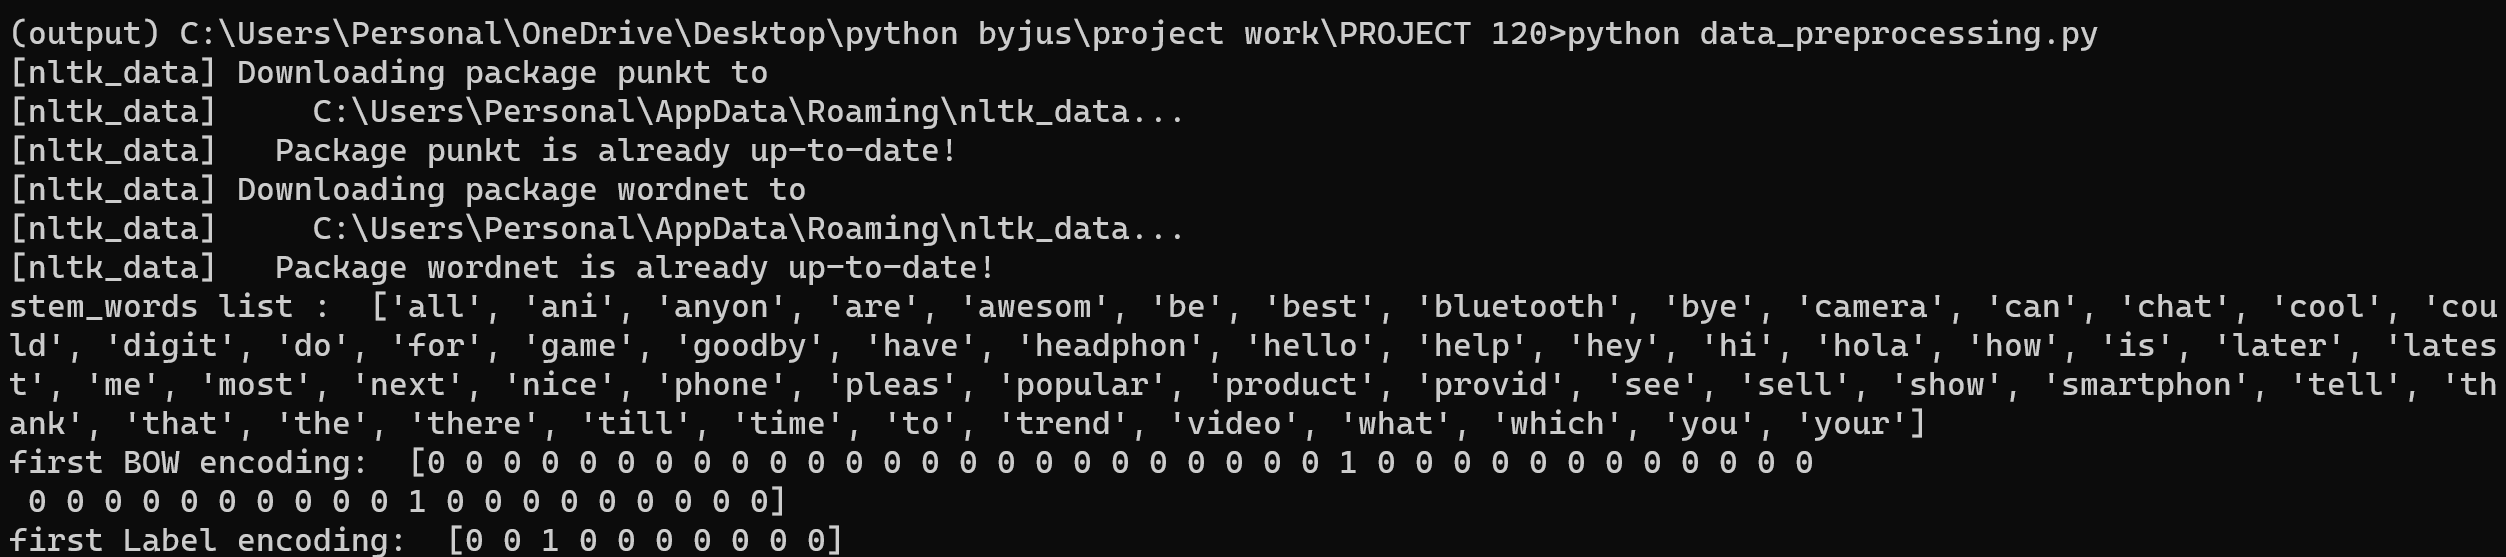 (output) C:\Users\Personal\OneDrive\Desktop\python byjus\project work\PROJECT 120>python data_preprocessing.py
[nltk_data] Downloading package punkt to
[nltk_data]     C:\Users\Personal\AppData\Roaming\nltk_data...
[nltk_data]   Package punkt is already up-to-date!
[nltk_data] Downloading package wordnet to
[nltk_data]     C:\Users\Personal\AppData\Roaming\nltk_data...
[nltk_data]   Package wordnet is already up-to-date!
stem_words list :  ['all', 'ani', 'anyon', 'are', 'awesom', 'be', 'best', 'bluetooth', 'bye', 'camera', 'can', 'chat', 'cool', 'cou
ld', 'digit', 'do', 'for', 'game', 'goodby', 'have', 'headphon', 'hello', 'help', 'hey', 'hi', 'hola', 'how', 'is', 'later', 'lates
t', 'me', 'most', 'next', 'nice', 'phone', 'pleas', 'popular', 'product', 'provid', 'see', 'sell', 'show', 'smartphon', 'tell', 'th
ank', 'that', 'the', 'there', 'till', 'time', 'to', 'trend', 'video', 'what', 'which', 'you', 'your']
first BOW encoding:  [0 0 0 0 0 0 0 0 0 0 0 0 0 0 0 0 0 0 0 0 0 0 0 0 1 0 0 0 0 0 0 0 0 0 0 0 0
 0 0 0 0 0 0 0 0 0 0 1 0 0 0 0 0 0 0 0 0]
first Label encoding:  [0 0 1 0 0 0 0 0 0 0]